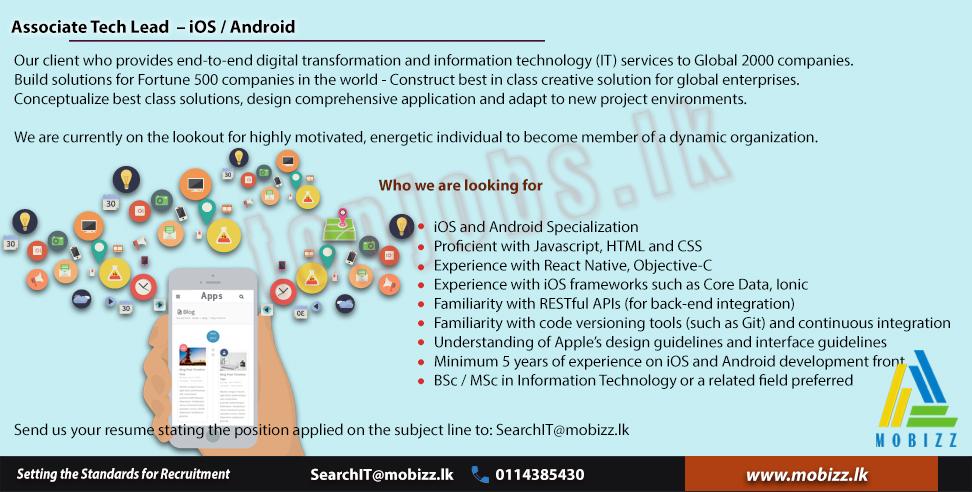 Associate Tech Lead – iOS / Android
Our client who provides end-to-end digital transformation and information technology (IT) services to Global 2000 companies.
Build solutions for Fortune 500 companies in the world - Construct best in class creative solution for global enterprises.
Conceptualize best class solutions, design comprehensive application and adapt to new project environments.
We are currently on the lookout for highly motivated, energetic individual to become member of a dynamic organization.
topjobs.lk
Who we are looking for
iOS and Android Specialization
Proficient with Javascript, HTML and CSS
Experience with React Native, Objective-C
Experience with iOS frameworks such as Core Data, Ionic
Familiarity with RESTful APIs (for back-end integration)
Familiarity with code versioning tools (such as Git) and continuous integration
Understanding of Apple’s design guidelines and interface guidelines
Minimum 5 years of experience on iOS and Android development front
BSc / MSc in Information Technology or a related field preferred
30
30
30
30
30
Apps
Blog
Send us your resume stating the position applied on the subject line to: SearchIT@mobizz.lk
MOBIZZ
Setting the Standards for Recruitment
SearchIT@mobizz.lk
0114385430
www.mobizz.lk